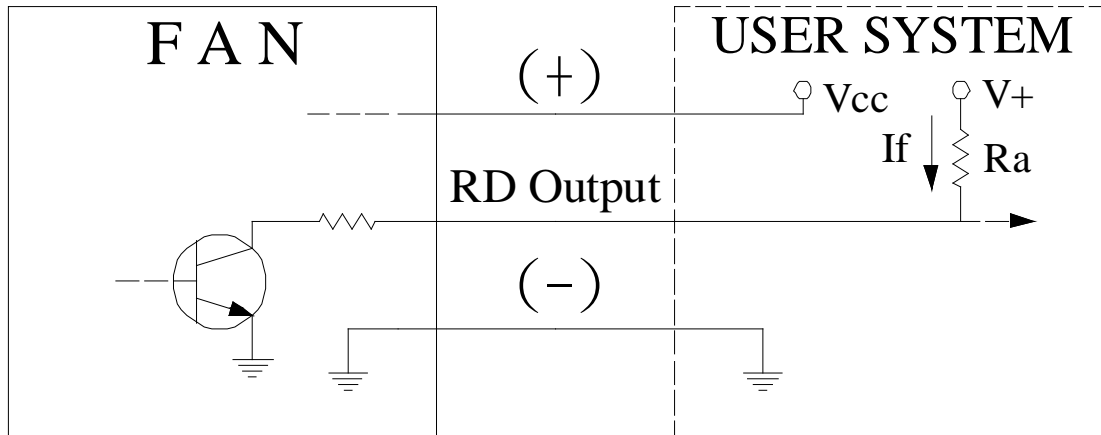 F A N
USER SYSTEM
(+)
Vcc
V+
If
Ra
RD Output
(-)